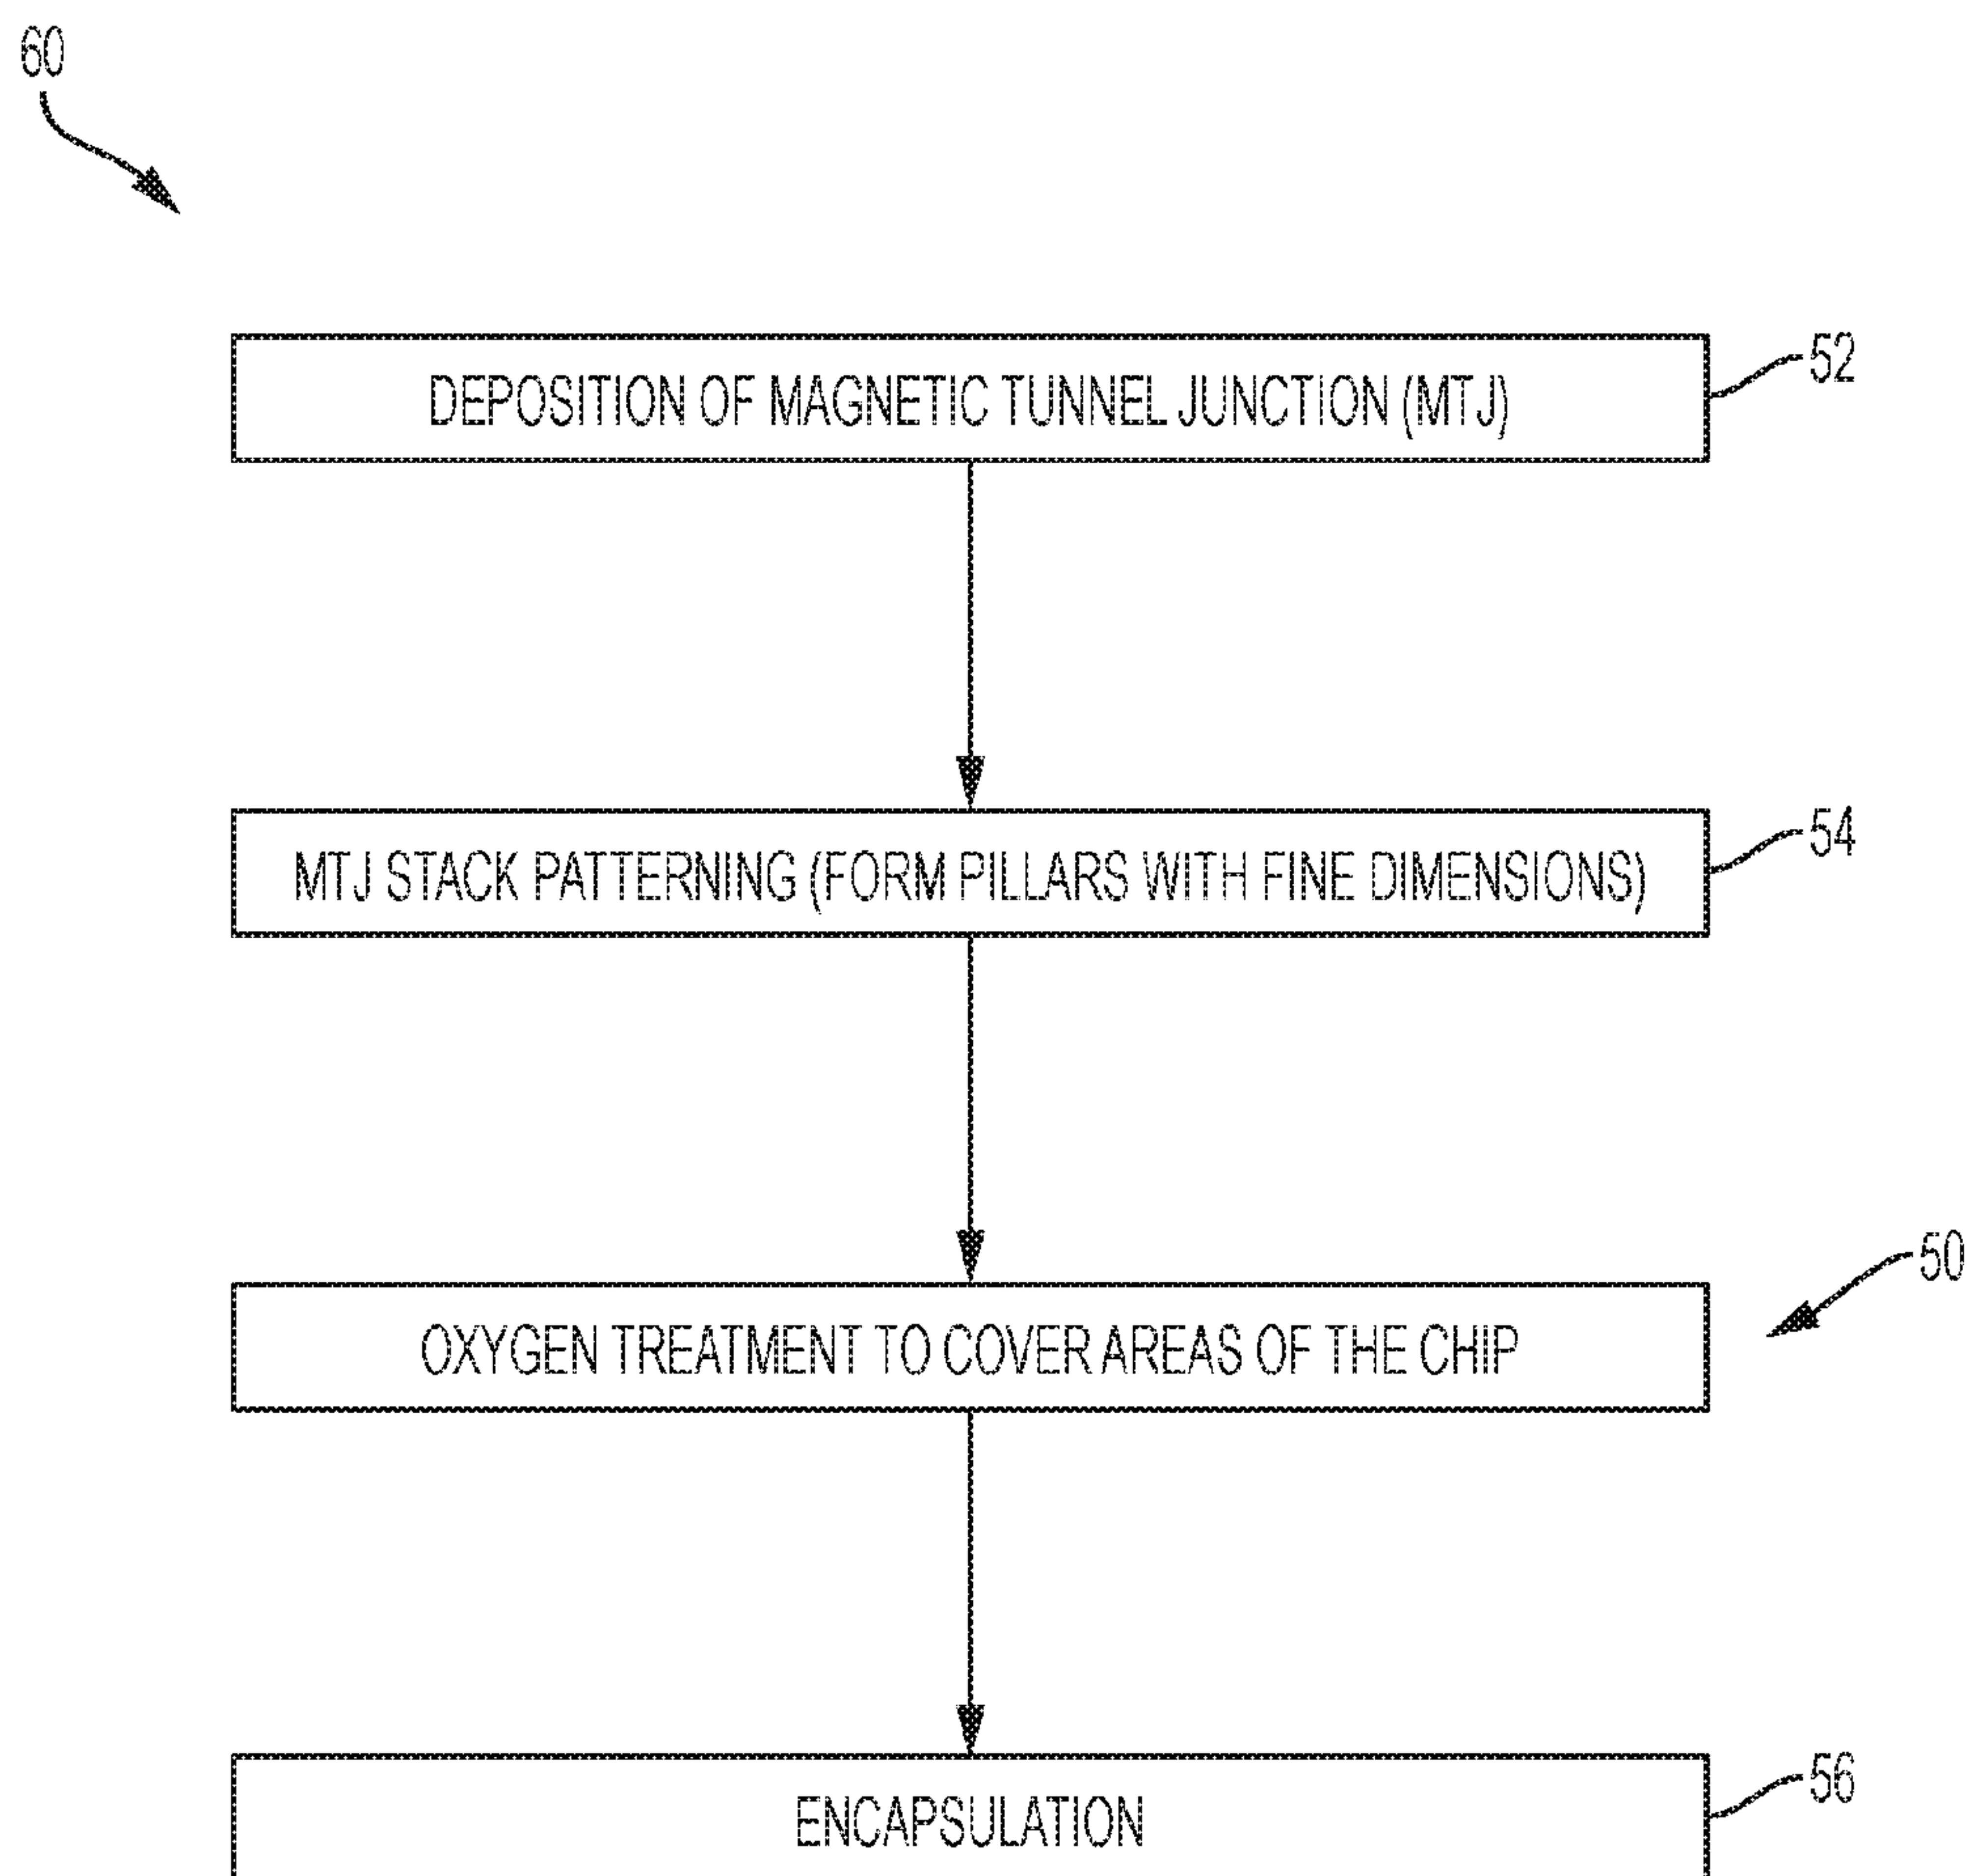 60
DEPOSITION OF MAGNETIC TUNNEL JUNCTION (MTJ)
52
MTJ STACK PATTERNING (FORM PILLARS WITH FINE DIMENSIONS)
54
50
OXYGEN TREATMENT TO COVER AREAS OF THE CHIP
ENCAPSULATION
56